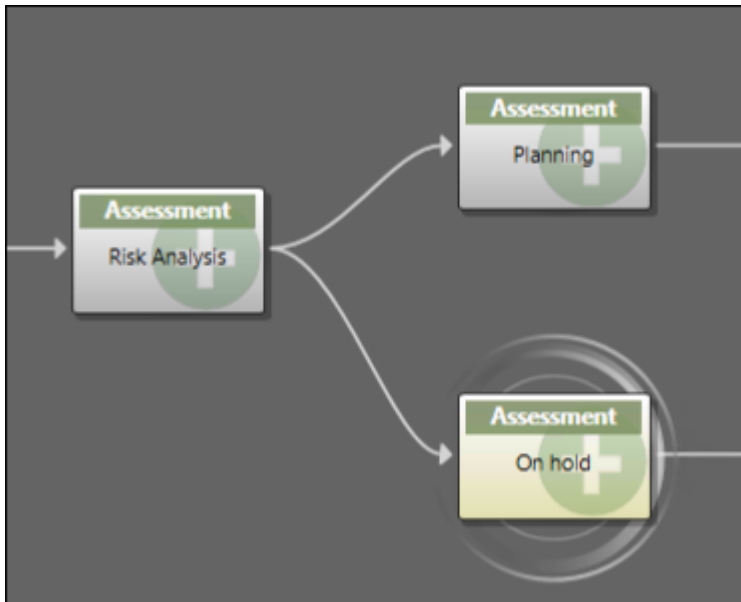 Assessment
Planning
Assessment
Risk Analysis
Assessment
On hold